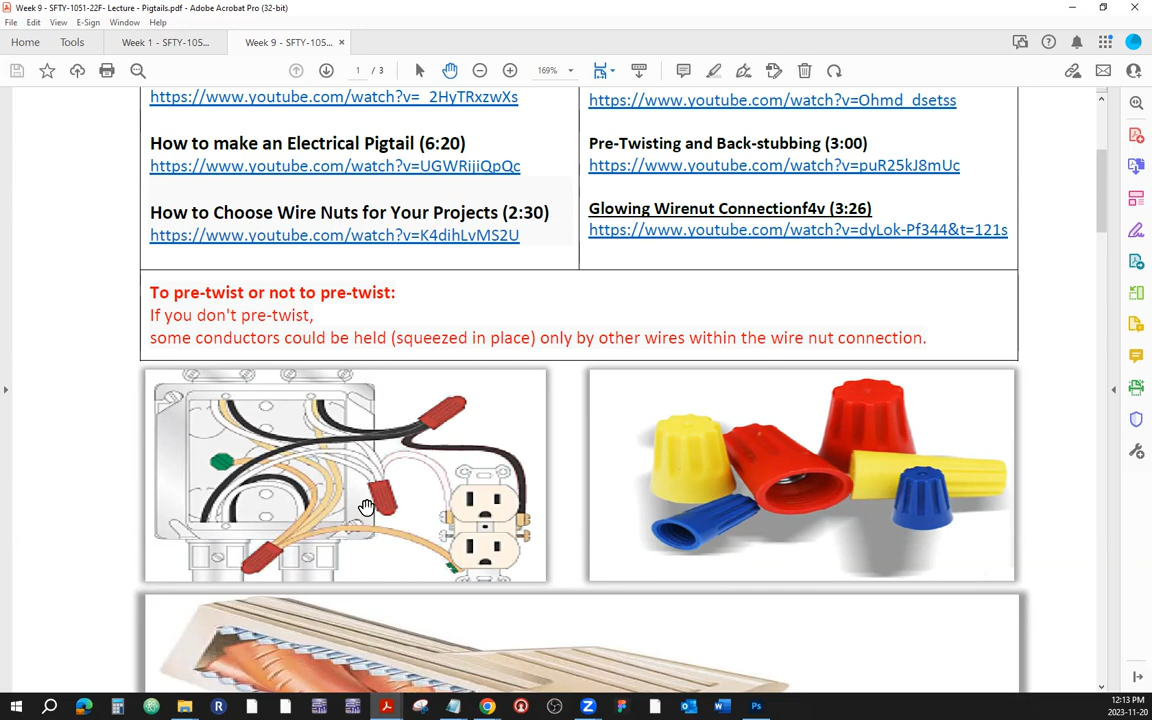 Week 9 - SFTY-1051-22F- Lecture - Pigtails.pdf - Adobe Acrobat Pro (32-bit)
File Edit View E-Sign Window Help
Home Tools Week 1 - SFTY-105... Week 9 - SFTY-105... ×
1 / 3 169%
https://www.youtube.com/watch?v=_2HyTRxzwXs
https://www.youtube.com/watch?v=Ohmd_dsetss
How to make an Electrical Pigtail (6:20)
https://www.youtube.com/watch?v=UGWRijiQpQc
Pre-Twisting and Back-stubbing (3:00)
https://www.youtube.com/watch?v=puR25kJ8mUc
How to Choose Wire Nuts for Your Projects (2:30)
https://www.youtube.com/watch?v=K4dihLvMS2U
Glowing Wirenut Connectionf4v (3:26)
https://www.youtube.com/watch?v=dyLok-Pf344&t=121s
To pre-twist or not to pre-twist:
If you don't pre-twist,
some conductors could be held (squeezed in place) only by other wires within the wire nut connection.
12:13 PM
2023-11-20